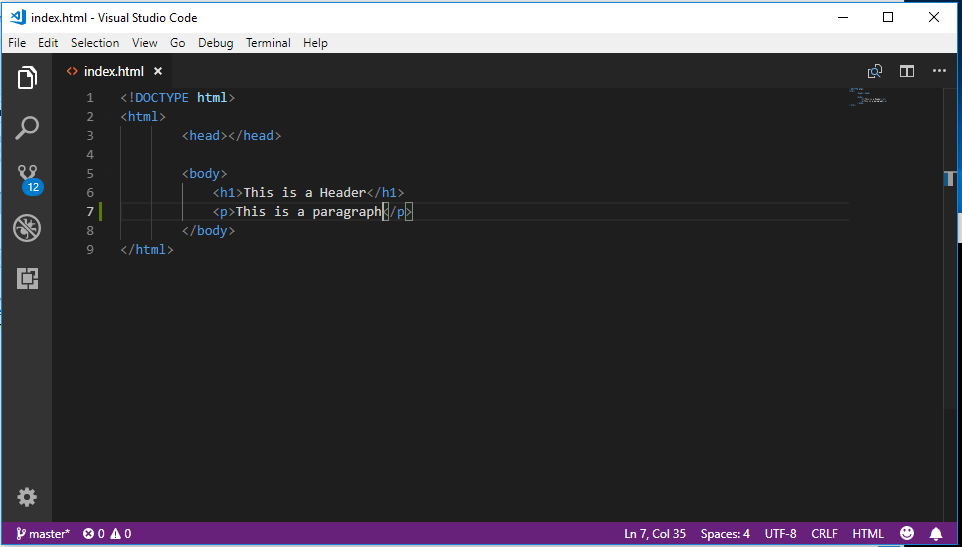 index.html - Visual Studio Code
File Edit Selection View Go Debug Terminal Help
<> index.html ×
1 <!DOCTYPE html>
2 <html>
3         <head></head>
4
5         <body>
6             <h1>This is a Header</h1>
7             <p>This is a paragraph</p>
8         </body>
9 </html>
12
master* 0 0 Ln 7, Col 35 Spaces: 4 UTF-8 CRLF HTML